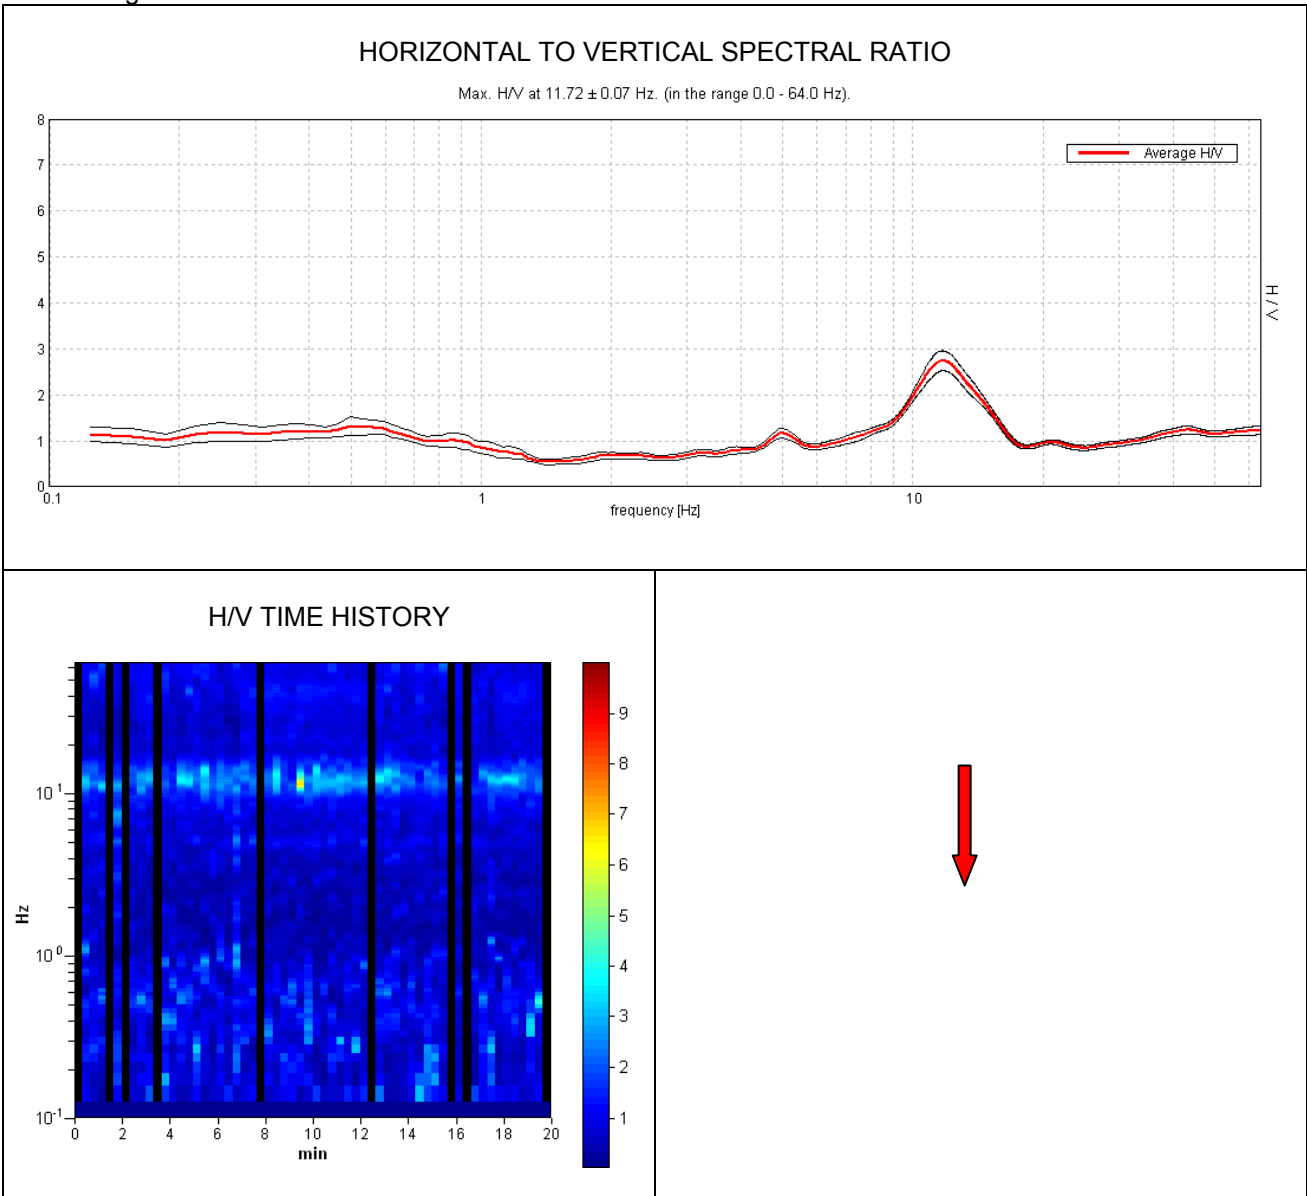 HORIZONTAL TO VERTICAL SPECTRAL RATIO
Max. H/V at 11.72 ± 0.07 Hz. (in the range 0.0 - 64.0 Hz).
8
7
6
5
4
3
2
1
0
Average H/V
H / V
0.1
1
10
frequency [Hz]
H/V TIME HISTORY
Hz
10¹
10⁰
10⁻¹
0 2 4 6 8 10 12 14 16 18 20
min
9
8
7
6
5
4
3
2
1